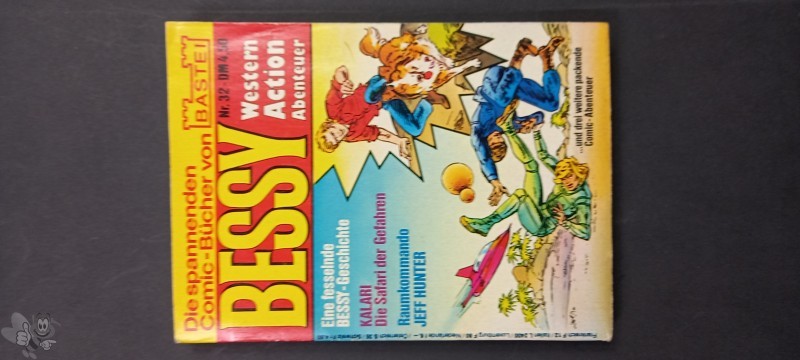 Die spannenden
Comic-Bücher von
BASTEI
BESSY
Nr. 32 · DM 4,50
Western
Action
Abenteuer
Eine fesselnde
BESSY-Geschichte
KALARI
Die Safari der Gefahren
Raumkommando
JEFF HUNTER
...und drei weitere packende
Comic-Abenteuer